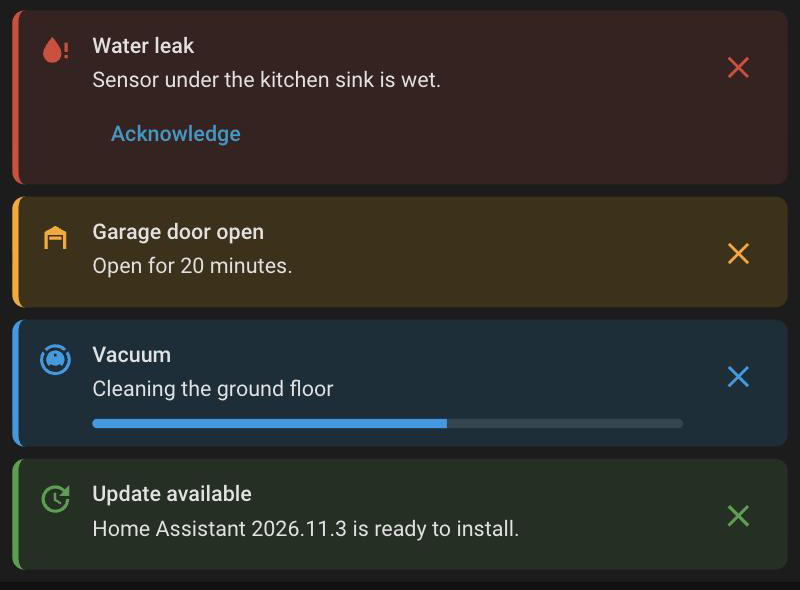 Water leak
Sensor under the kitchen sink is wet.
Acknowledge
Garage door open
Open for 20 minutes.
Vacuum
Cleaning the ground floor
Update available
Home Assistant 2026.11.3 is ready to install.